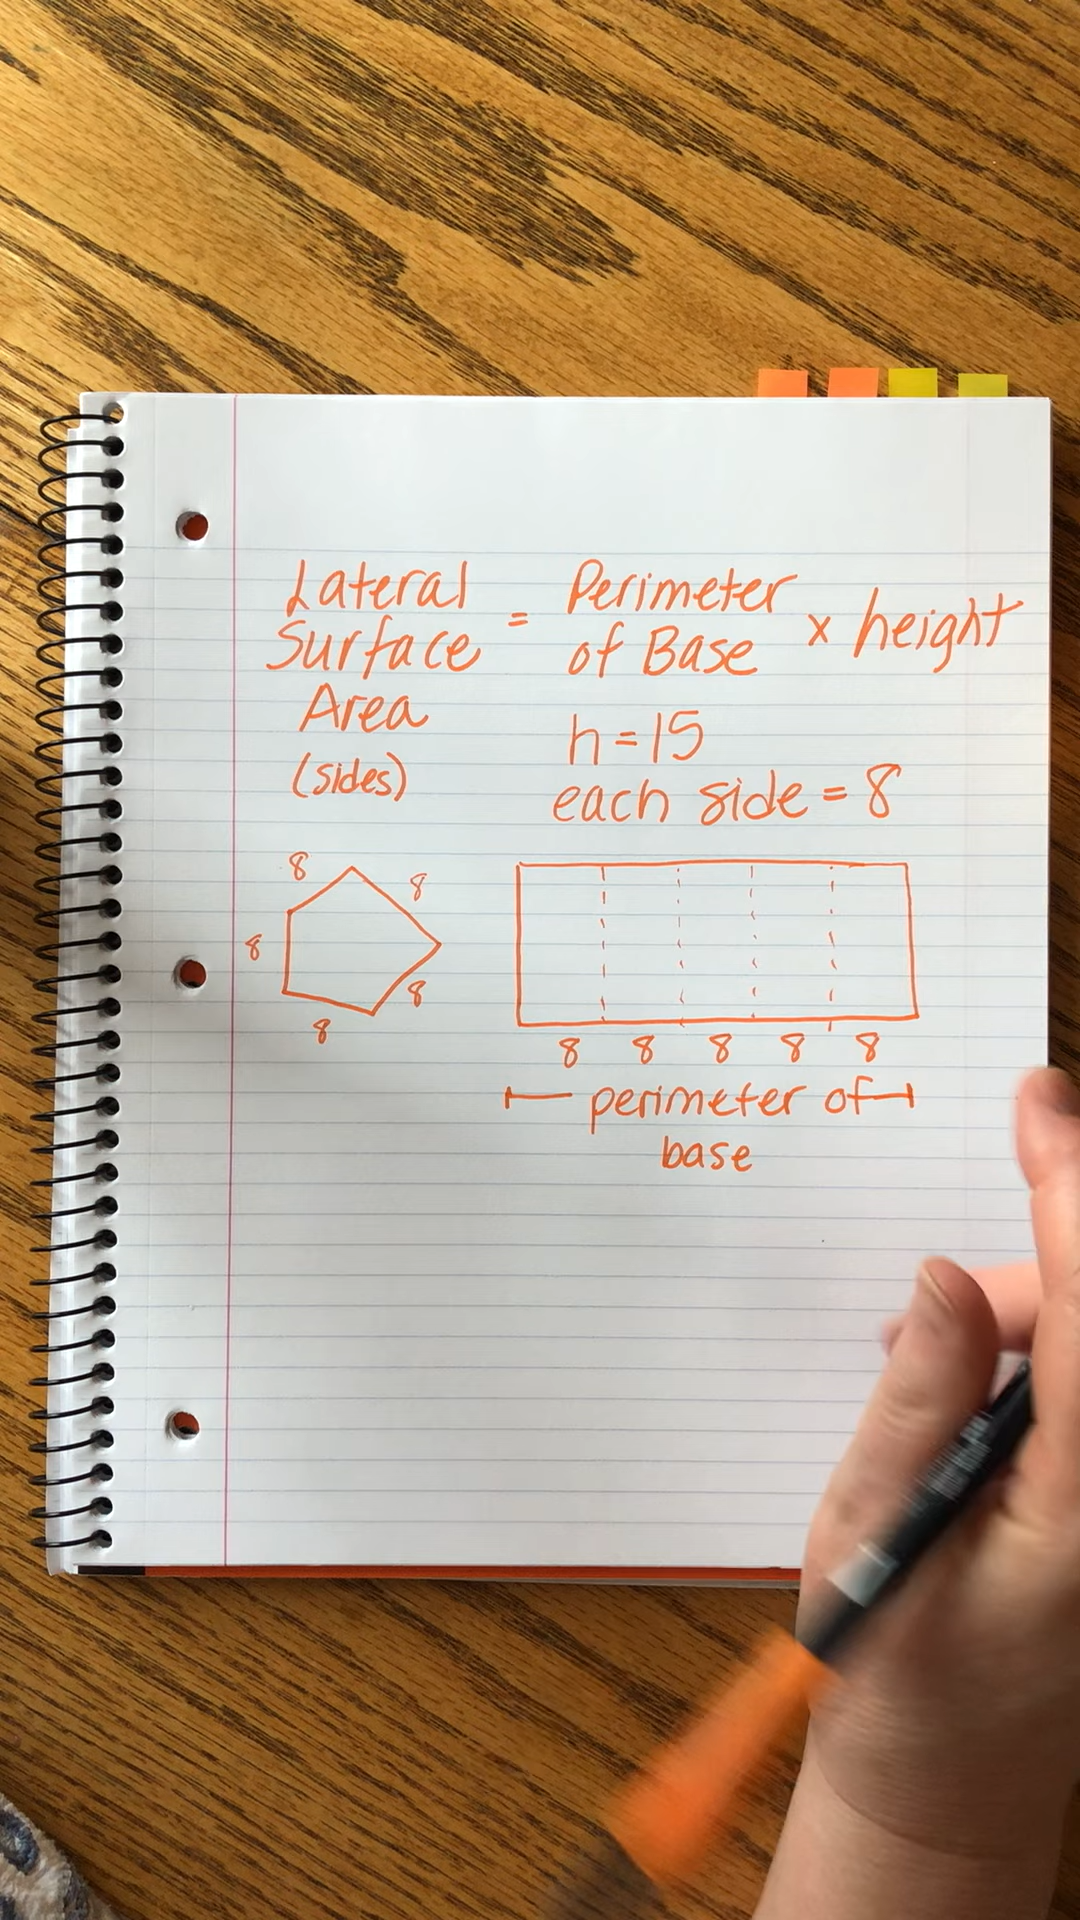 Lateral
Surface
Area
(sides)
= Perimeter
of Base
x height
h = 15
each side = 8
8
8
8
8
8
8 8 8 8 8
perimeter of
base